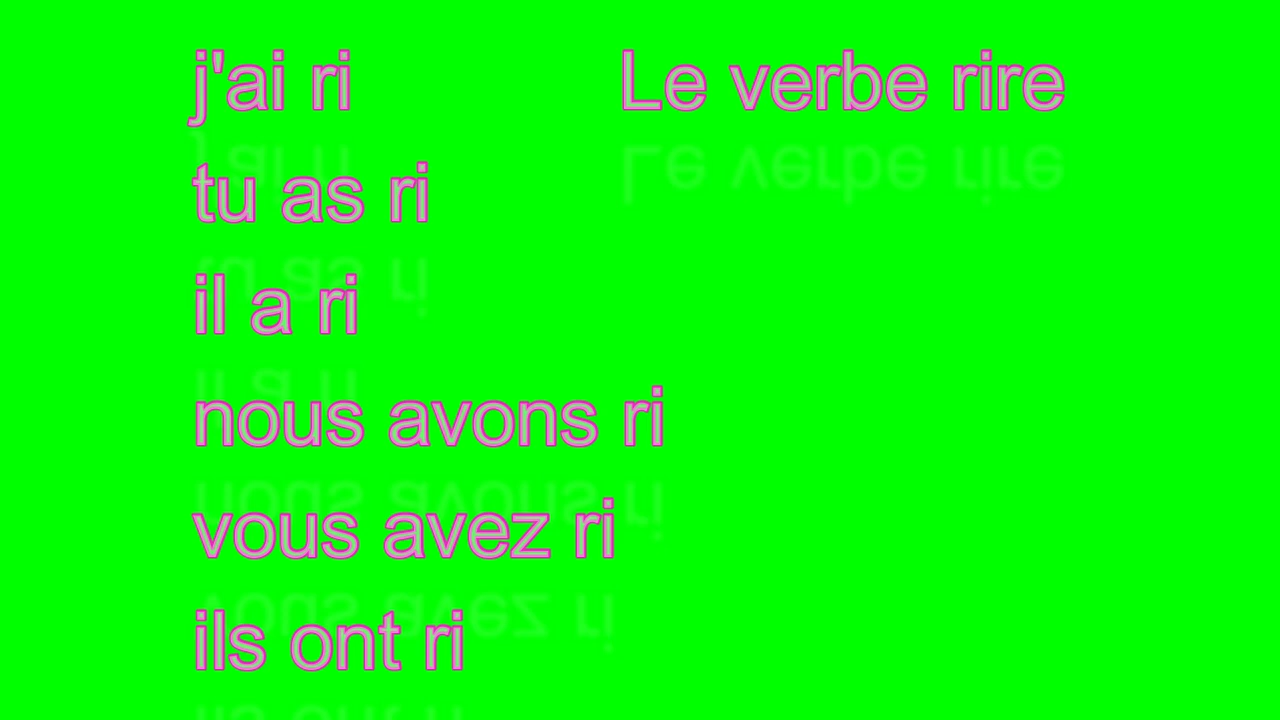 j'ai ri
Le verbe rire
tu as ri
il a ri
nous avons ri
vous avez ri
ils ont ri